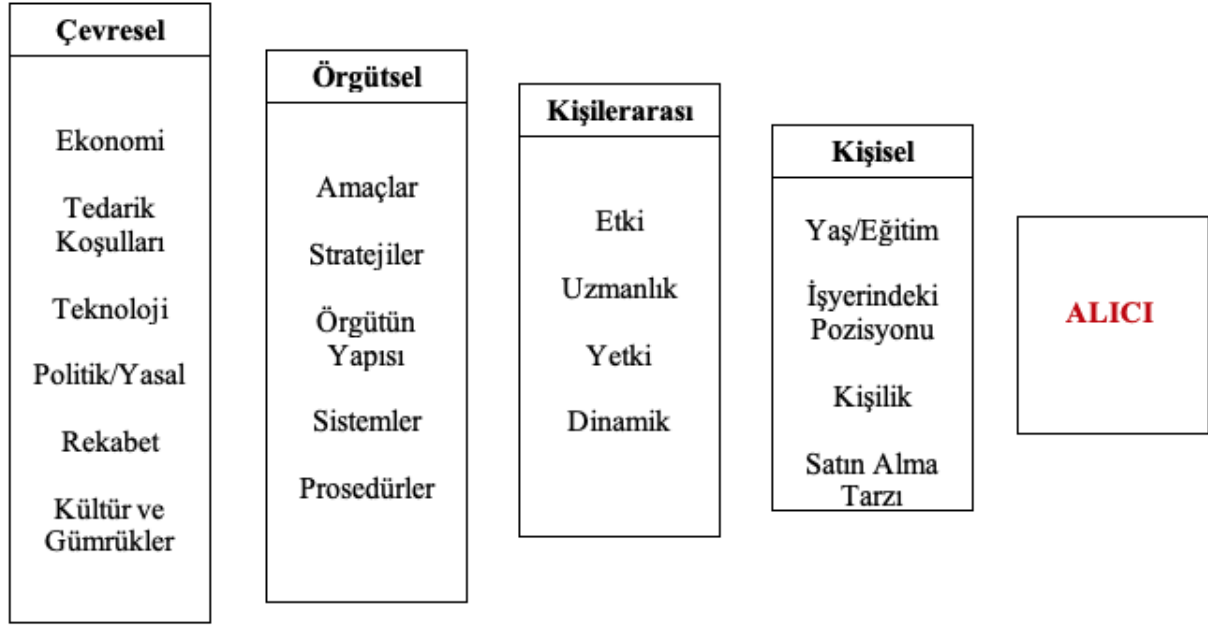 Çevresel
Ekonomi
Tedarik
Koşulları
Teknoloji
Politik/Yasal
Rekabet
Kültür ve
Gümrükler
Örgütsel
Amaçlar
Stratejiler
Örgütün
Yapısı
Sistemler
Prosedürler
Kişilerarası
Etki
Uzmanlık
Yetki
Dinamik
Kişisel
Yaş/Eğitim
İşyerindeki
Pozisyonu
Kişilik
Satın Alma
Tarzı
ALICI